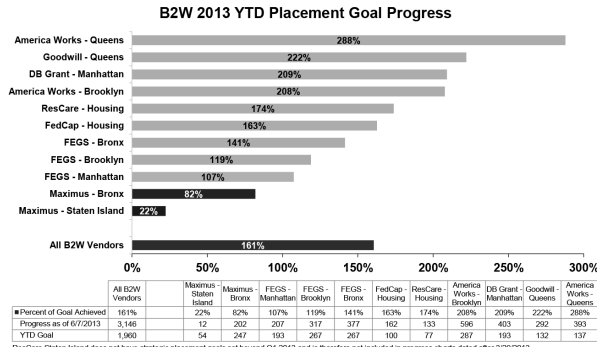 B2W 2013 YTD Placement Goal Progress
America Works - Queens 288%
Goodwill - Queens 222%
DB Grant - Manhattan 209%
America Works - Brooklyn 208%
ResCare - Housing 174%
FedCap - Housing 163%
FEGS - Bronx 141%
FEGS - Brooklyn 119%
FEGS - Manhattan 107%
Maximus - Bronx 82%
Maximus - Staten Island 22%
All B2W Vendors 161%
0% 50% 100% 150% 200% 250% 300%
All B2W Vendors Maximus - Staten Island Maximus - Bronx FEGS - Manhattan FEGS - Brooklyn FEGS - Bronx FedCap - Housing ResCare - Housing America Works - Brooklyn DB Grant - Manhattan Goodwill - Queens America Works - Queens
Percent of Goal Achieved 161% 22% 82% 107% 119% 141% 163% 174% 208% 209% 222% 288%
Progress as of 6/7/2013 3,146 12 202 207 317 377 162 133 596 403 292 393
YTD Goal 1,960 54 247 193 267 267 100 77 287 193 132 137